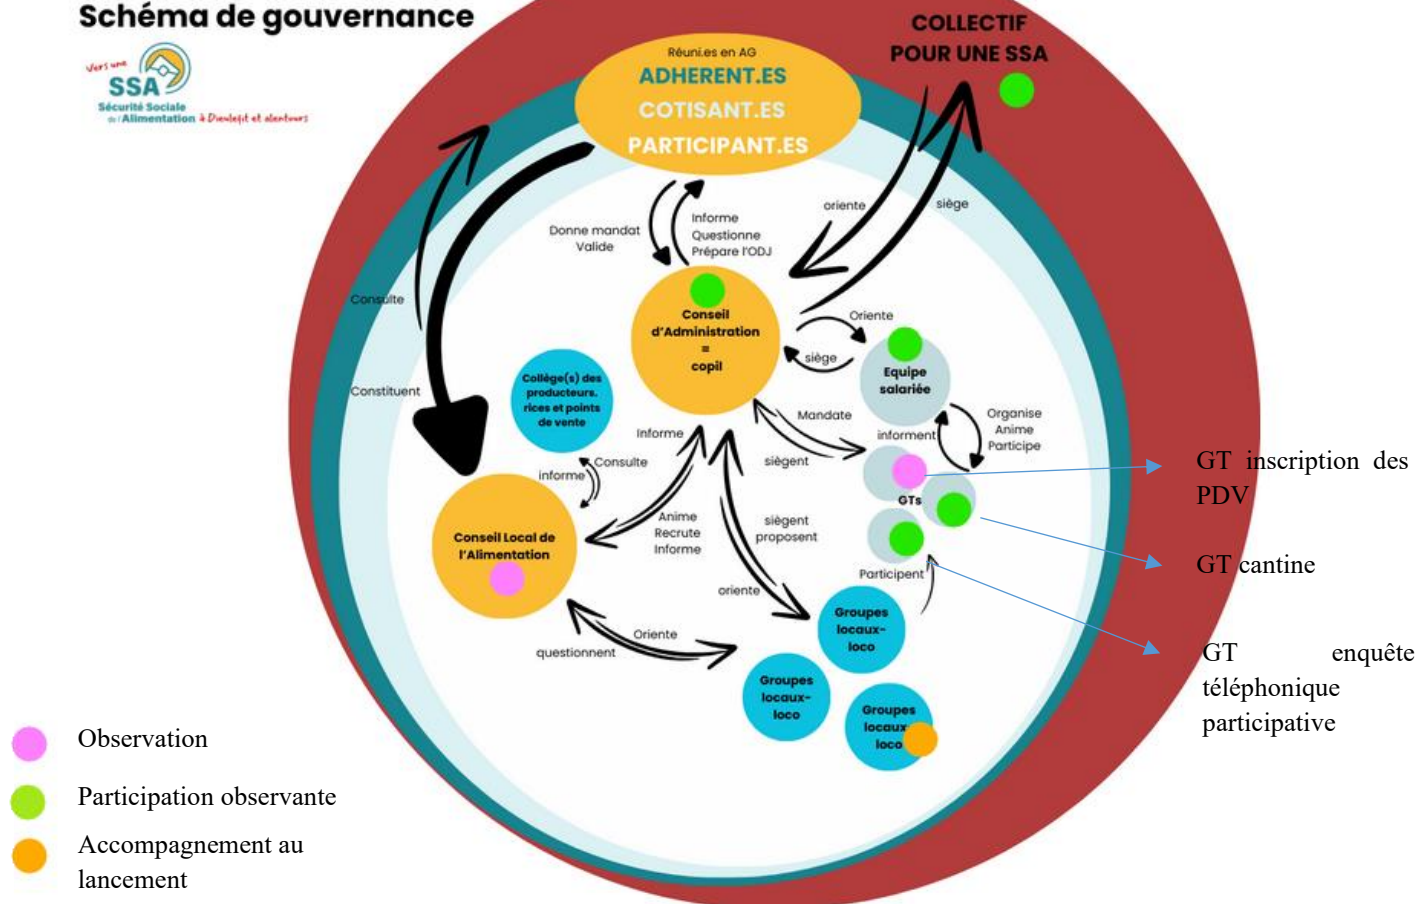 Schéma de gouvernance
vers une
SSA
Sécurité Sociale
de l'Alimentation à Dieulefit et alentours
COLLECTIF
POUR UNE SSA
Réuni.es en AG
ADHERENT.ES
COTISANT.ES
PARTICIPANT.ES
oriente
siège
Donne mandat
Valide
Informe
Questionne
Prépare l'ODJ
Consulte
Constituent
Conseil
d'Administration
=
copil
Oriente
siège
Equipe
salariée
Collège(s) des
producteurs.
rices et points
de vente
Mandate
siègent
Organise
Anime
Participe
informent
GTs
Informe
Consulte
informe
Conseil Local de
l'Alimentation
Anime
Recrute
Informe
siègent
proposent
oriente
Participent
Oriente
questionnent
Groupes
locaux-
loco
Groupes
locaux-
loco
Groupes
locaux-
loco
GT inscription des
PDV
GT cantine
GT enquête
téléphonique
participative
Observation
Participation observante
Accompagnement au
lancement